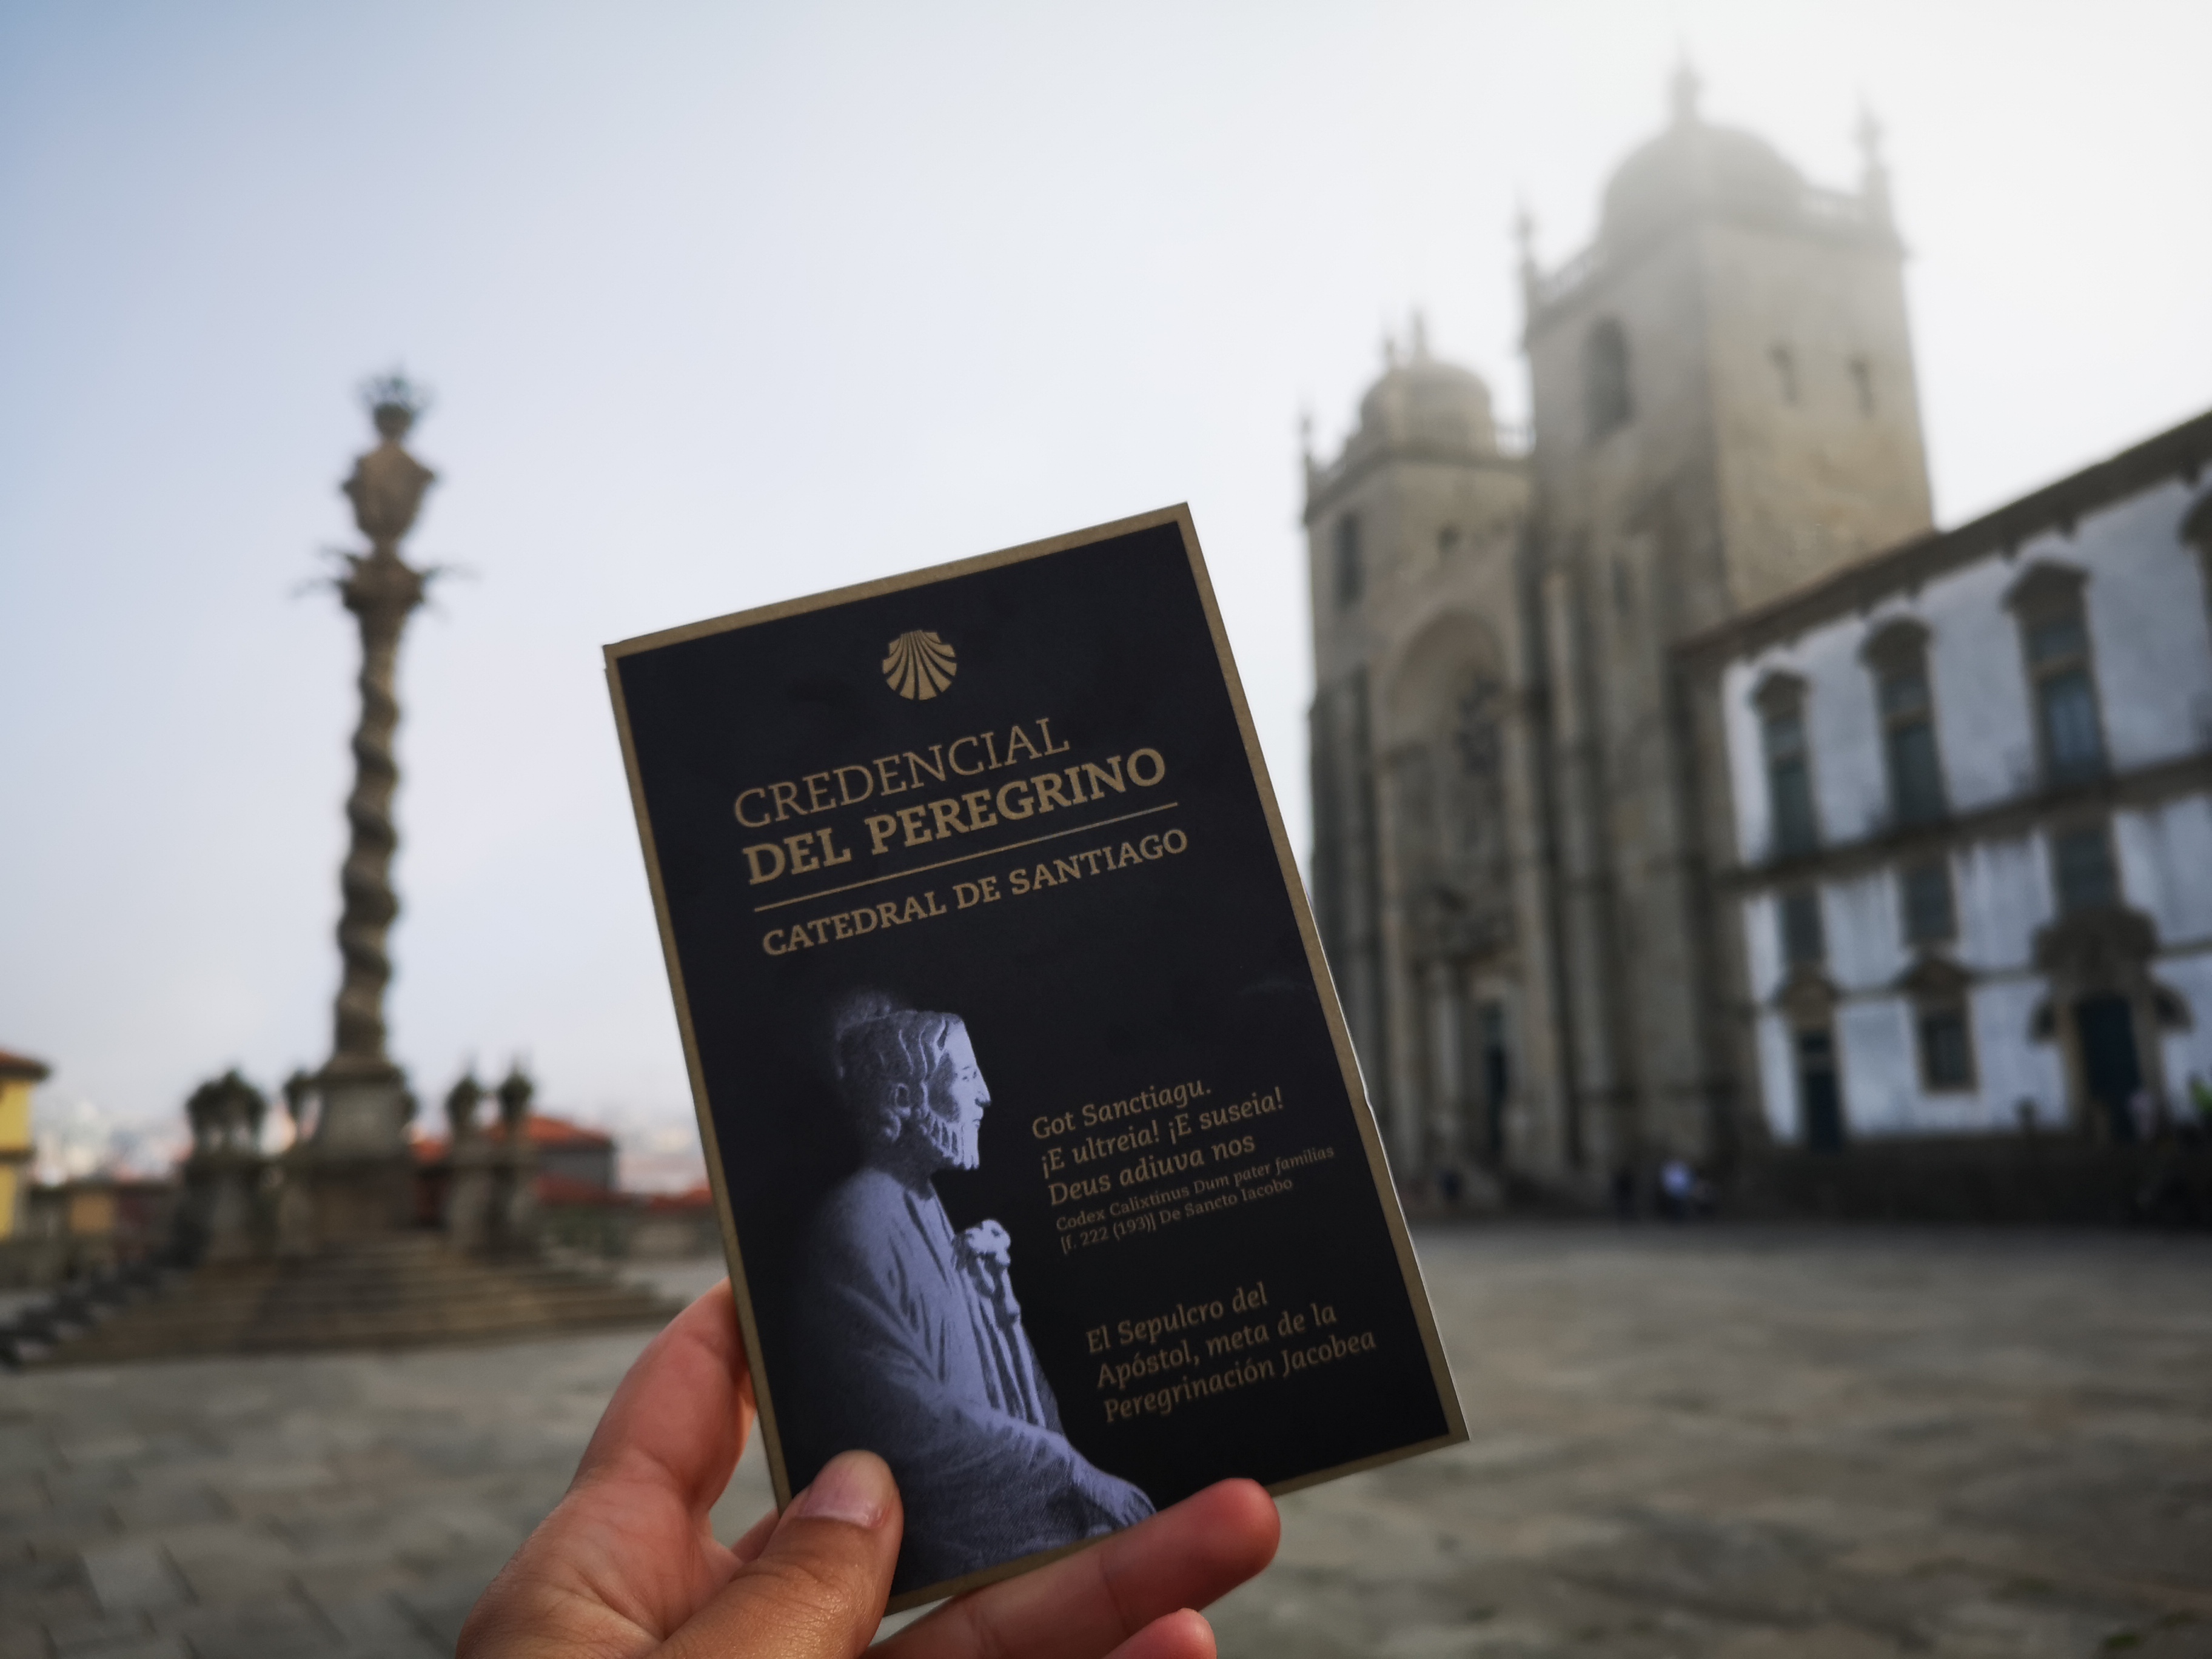 CREDENCIAL
DEL PEREGRINO
CATEDRAL DE SANTIAGO
Got Sanctiagu.
¡E ultreia! ¡E suseia!
Deus adiuva nos
Codex Calixtinus Dum pater familias
[f. 222 (193)] De Sancto Iacobo
El Sepulcro del
Apóstol, meta de la
Peregrinación Jacobea